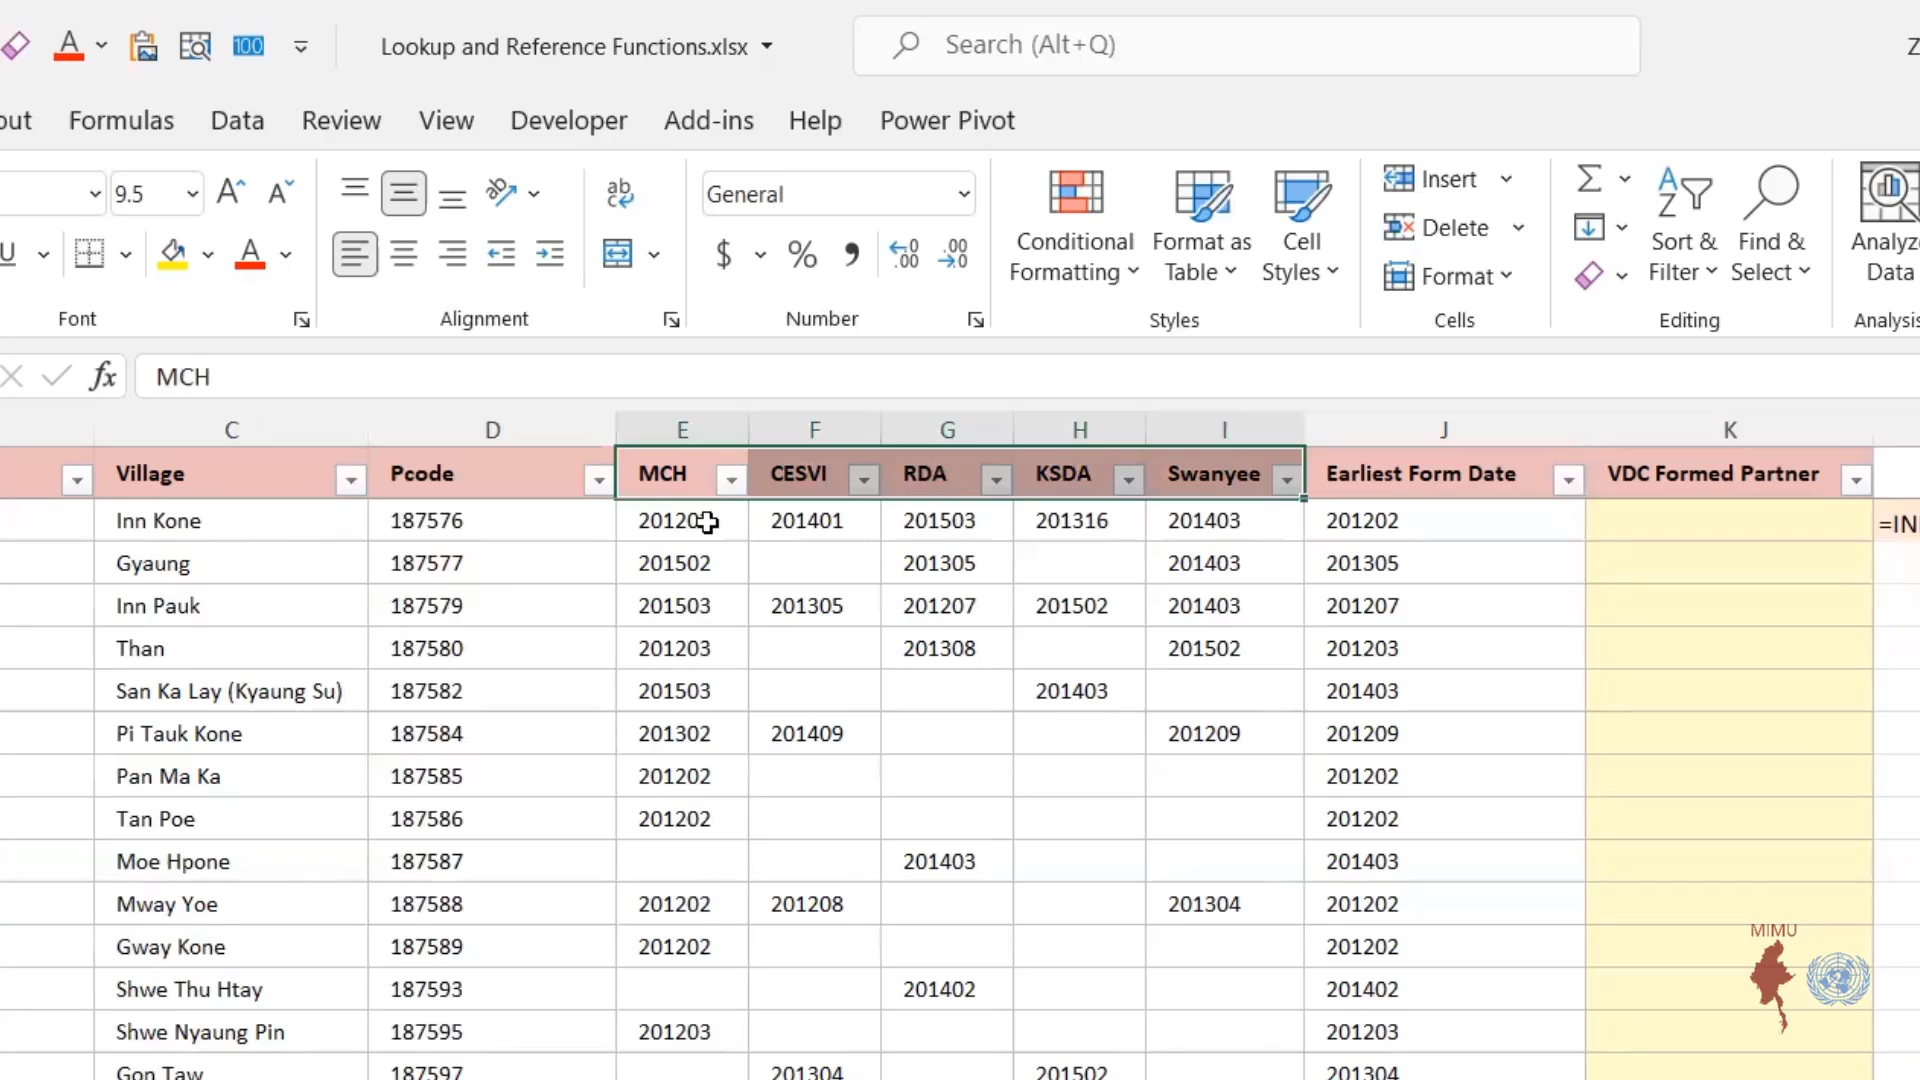 Lookup and Reference Functions.xlsx
Search (Alt+Q)
Formulas Data Review View Developer Add-ins Help Power Pivot
9.5 General
Insert
Delete
Format
Conditional Formatting
Format as Table
Cell Styles
Sort & Filter
Find & Select
Analyze Data
Font Alignment Number Styles Cells Editing Analysis
fx MCH
C D E F G H I J K
Village Pcode MCH CESVI RDA KSDA Swanyee Earliest Form Date VDC Formed Partner
Inn Kone 187576 201401 201503 201316 201403 201202 =IN
Gyaung 187577 201502 201305 201403 201305
Inn Pauk 187579 201503 201305 201207 201502 201403 201207
Than 187580 201203 201308 201502 201203
San Ka Lay (Kyaung Su) 187582 201503 201403 201403
Pi Tauk Kone 187584 201302 201409 201209 201209
Pan Ma Ka 187585 201202 201202
Tan Poe 187586 201202 201202
Moe Hpone 187587 201403 201403
Mway Yoe 187588 201202 201208 201304 201202
Gway Kone 187589 201202 201202
Shwe Thu Htay 187593 201402 201402
Shwe Nyaung Pin 187595 201203 201203
Gon Taw 187597 201304 201502 201304
MIMU